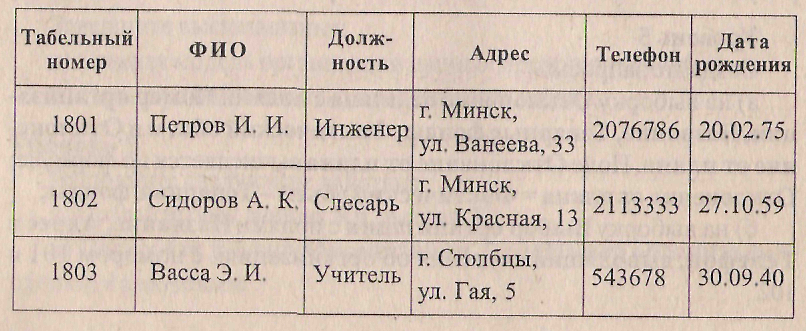 Табельный номер ФИО Долж-ность Адрес Телефон Дата рождения
1801 Петров И. И. Инженер г. Минск, ул. Ванеева, 33 2076786 20.02.75
1802 Сидоров А. К. Слесарь г. Минск, ул. Красная, 13 2113333 27.10.59
1803 Васса Э. И. Учитель г. Столбцы, ул. Гая, 5 543678 30.09.40